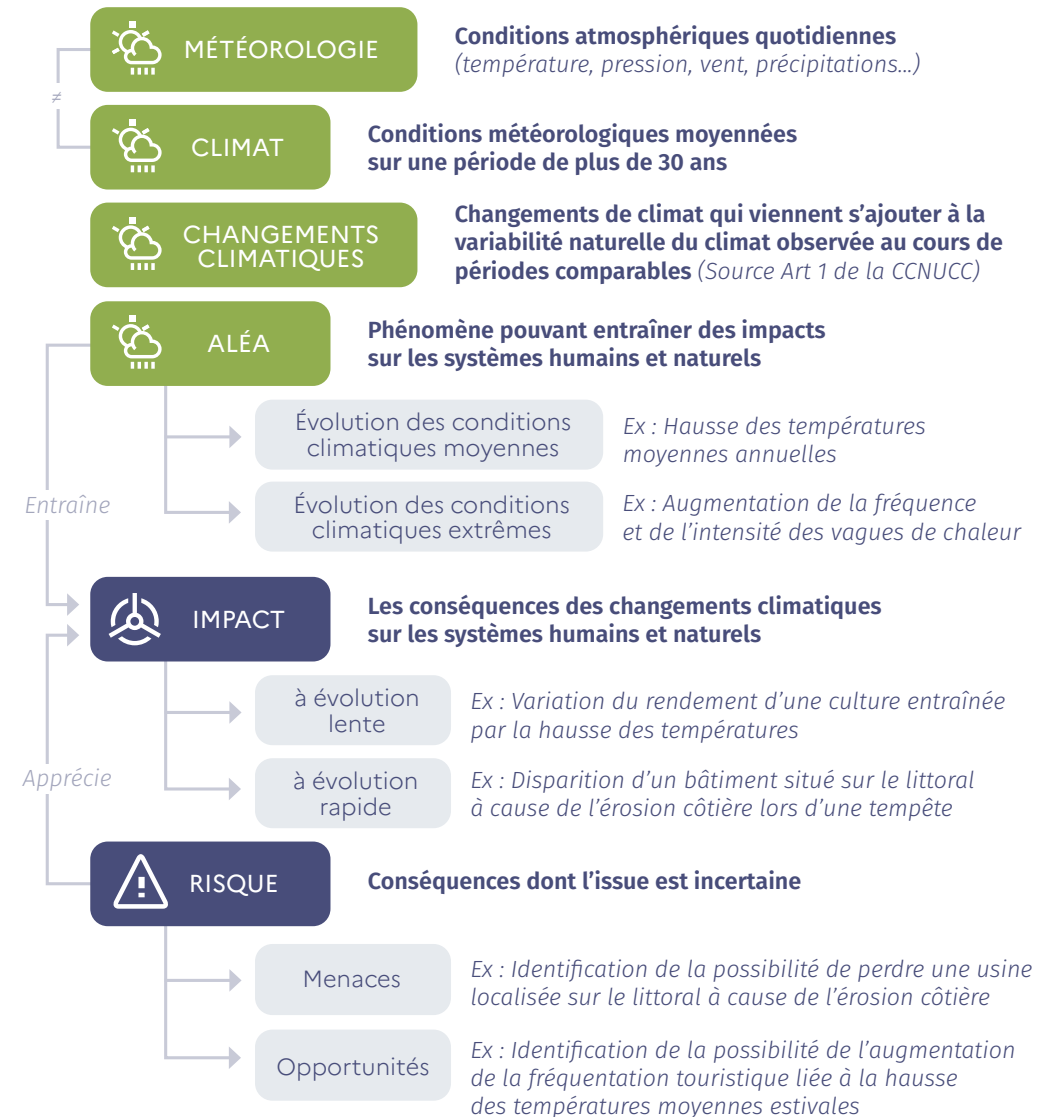 MÉTÉOROLOGIE
Conditions atmosphériques quotidiennes
(température, pression, vent, précipitations...)
≠
CLIMAT
Conditions météorologiques moyennées
sur une période de plus de 30 ans
CHANGEMENTS
CLIMATIQUES
Changements de climat qui viennent s’ajouter à la
variabilité naturelle du climat observée au cours de
périodes comparables (Source Art 1 de la CCNUCC)
ALÉA
Phénomène pouvant entraîner des impacts
sur les systèmes humains et naturels
Évolution des conditions
climatiques moyennes
Ex : Hausse des températures
moyennes annuelles
Entraîne
Évolution des conditions
climatiques extrêmes
Ex : Augmentation de la fréquence
et de l’intensité des vagues de chaleur
IMPACT
Les conséquences des changements climatiques
sur les systèmes humains et naturels
à évolution
lente
Ex : Variation du rendement d’une culture entraînée
par la hausse des températures
Apprécie
à évolution
rapide
Ex : Disparition d’un bâtiment situé sur le littoral
à cause de l’érosion côtière lors d’une tempête
RISQUE
Conséquences dont l’issue est incertaine
Menaces
Ex : Identification de la possibilité de perdre une usine
localisée sur le littoral à cause de l’érosion côtière
Opportunités
Ex : Identification de la possibilité de l’augmentation
de la fréquentation touristique liée à la hausse
des températures moyennes estivales